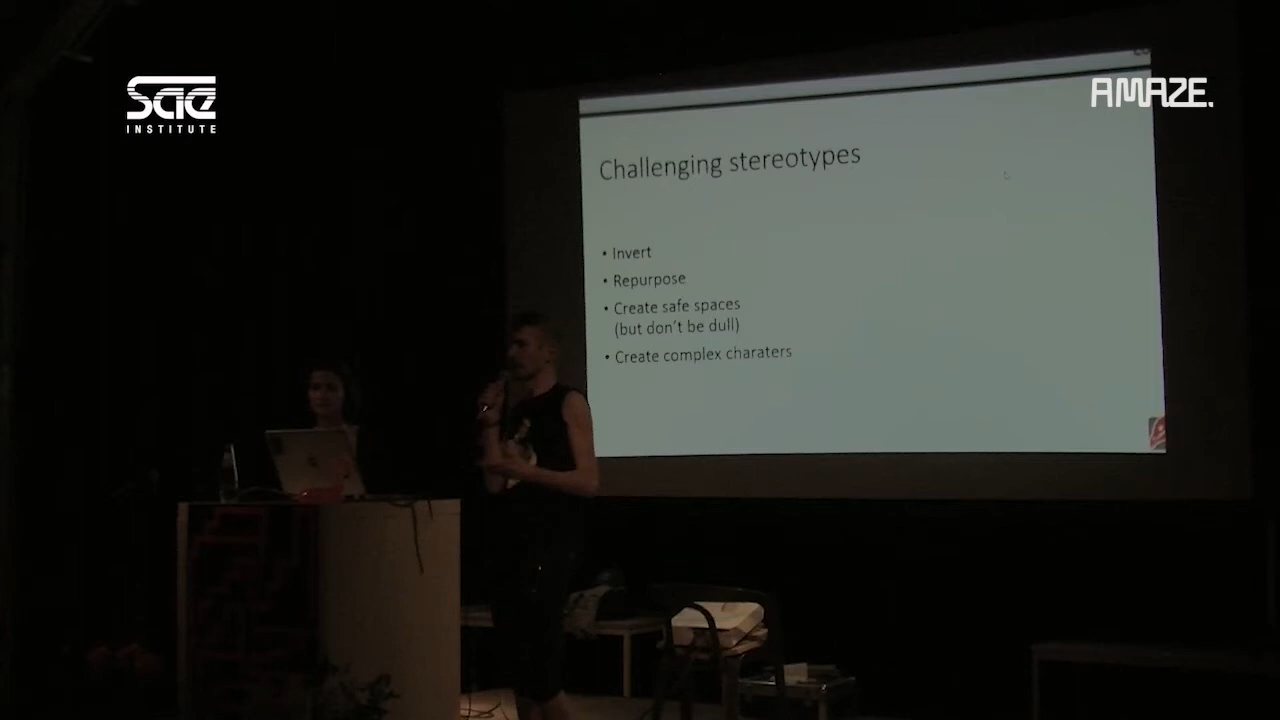 Sae
INSTITUTE
AMAZE.
Challenging stereotypes
• Invert
• Repurpose
• Create safe spaces
(but don't be dull)
• Create complex charaters